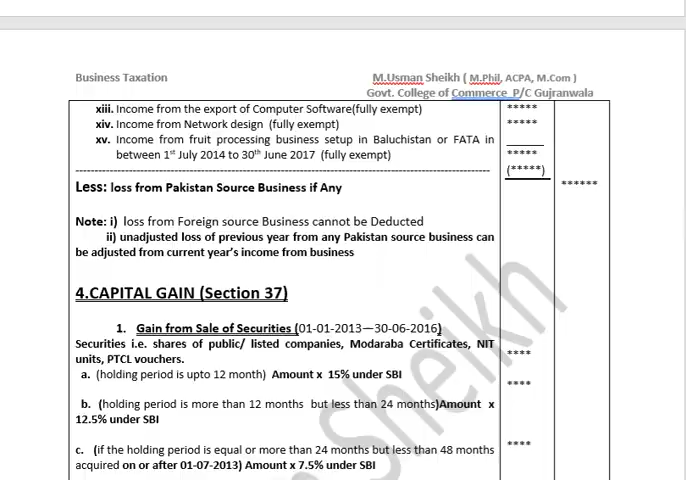 Business Taxation M.Usman Sheikh ( M.Phil, ACPA, M.Com )
Govt. College of Commerce P/C Gujranwala
xiii. Income from the export of Computer Software(fully exempt) *****
xiv. Income from Network design (fully exempt) *****
xv. Income from fruit processing business setup in Baluchistan or FATA in
between 1st July 2014 to 30th June 2017 (fully exempt) *****
(*****)
Less: loss from Pakistan Source Business if Any ******
Note: i) loss from Foreign source Business cannot be Deducted
ii) unadjusted loss of previous year from any Pakistan source business can
be adjusted from current year's income from business
4.CAPITAL GAIN (Section 37)
1. Gain from Sale of Securities (01-01-2013—30-06-2016)
Securities i.e. shares of public/ listed companies, Modaraba Certificates, NIT
units, PTCL vouchers. ****
a. (holding period is upto 12 month) Amount x 15% under SBI
****
b. (holding period is more than 12 months but less than 24 months)Amount x
12.5% under SBI
c. (if the holding period is equal or more than 24 months but less than 48 months ****
acquired on or after 01-07-2013) Amount x 7.5% under SBI
Sheikh